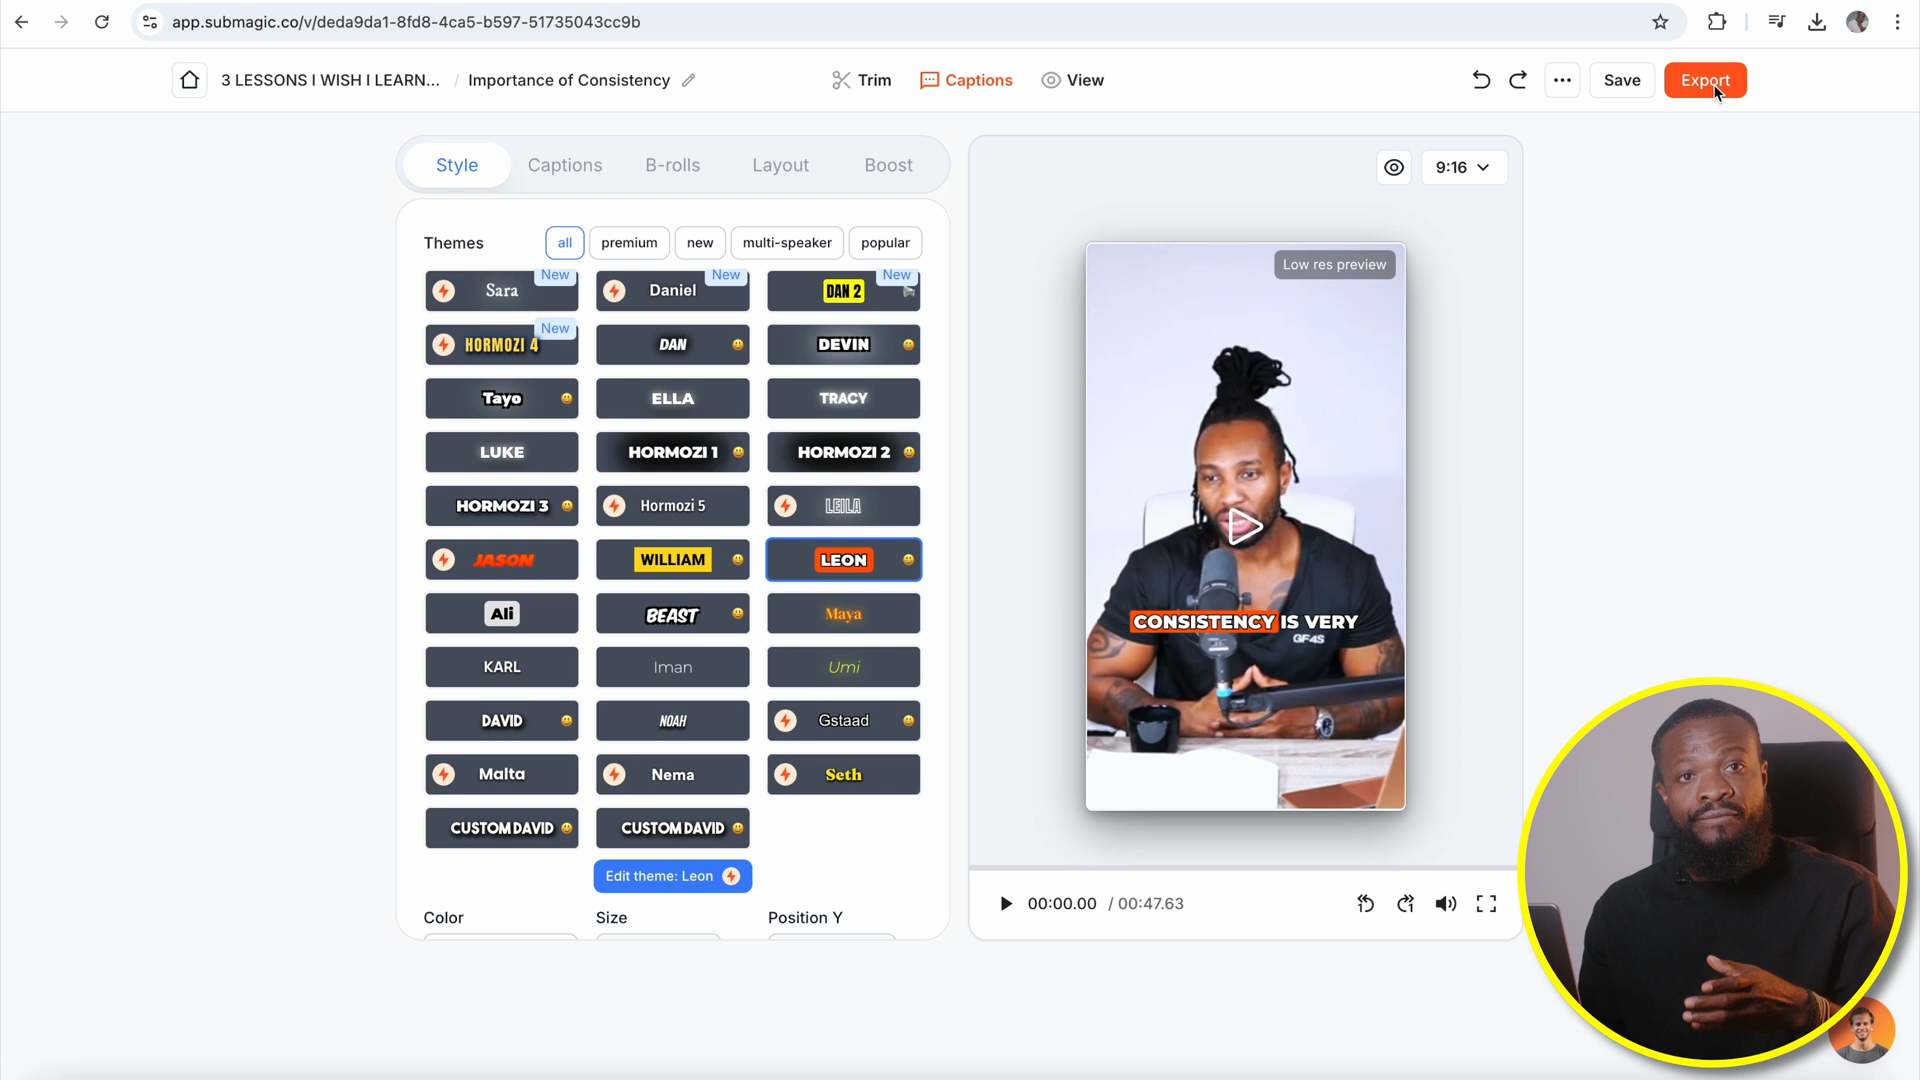 app.submagic.co/v/deda9da1-8fd8-4ca5-b597-51735043cc9b
3 LESSONS I WISH I LEARN... / Importance of Consistency
Trim Captions View
Save Export
Style Captions B-rolls Layout Boost
9:16
Themes all premium new multi-speaker popular
Low res preview
New New New
Sara Daniel DAN 2
New
HORMOZI 4 DAN DEVIN
Tayo ELLA TRACY
LUKE HORMOZI 1 HORMOZI 2
HORMOZI 3 Hormozi 5 LEILA
JASON WILLIAM LEON
Ali BEAST Maya
CONSISTENCY IS VERY
GF4S
KARL Iman Umi
DAVID NOAH Gstaad
Malta Nema Seth
CUSTOM DAVID CUSTOM DAVID
Edit theme: Leon
00:00.00 / 00:47.63
Color Size Position Y